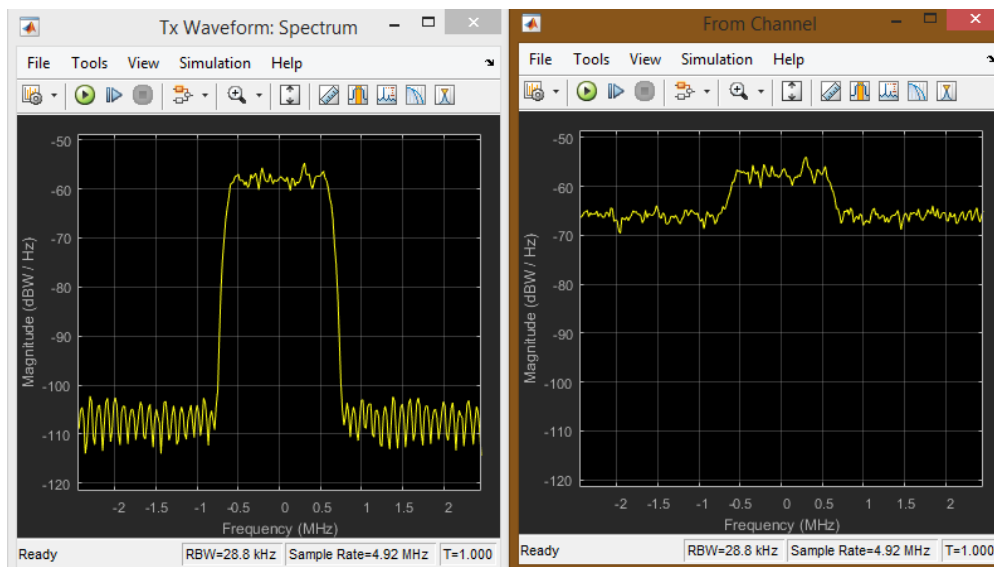 Tx Waveform: Spectrum
File Tools View Simulation Help
-50
-60
-70
-80
-90
-100
-110
-120
Magnitude (dBW / Hz)
-2 -1.5 -1 -0.5 0 0.5 1 1.5 2
Frequency (MHz)
Ready RBW=28.8 kHz Sample Rate=4.92 MHz T=1.000
From Channel
File Tools View Simulation Help
-50
-60
-70
-80
-90
-100
-110
-120
Magnitude (dBW / Hz)
-2 -1.5 -1 -0.5 0 0.5 1 1.5 2
Frequency (MHz)
Ready RBW=28.8 kHz Sample Rate=4.92 MHz T=1.000